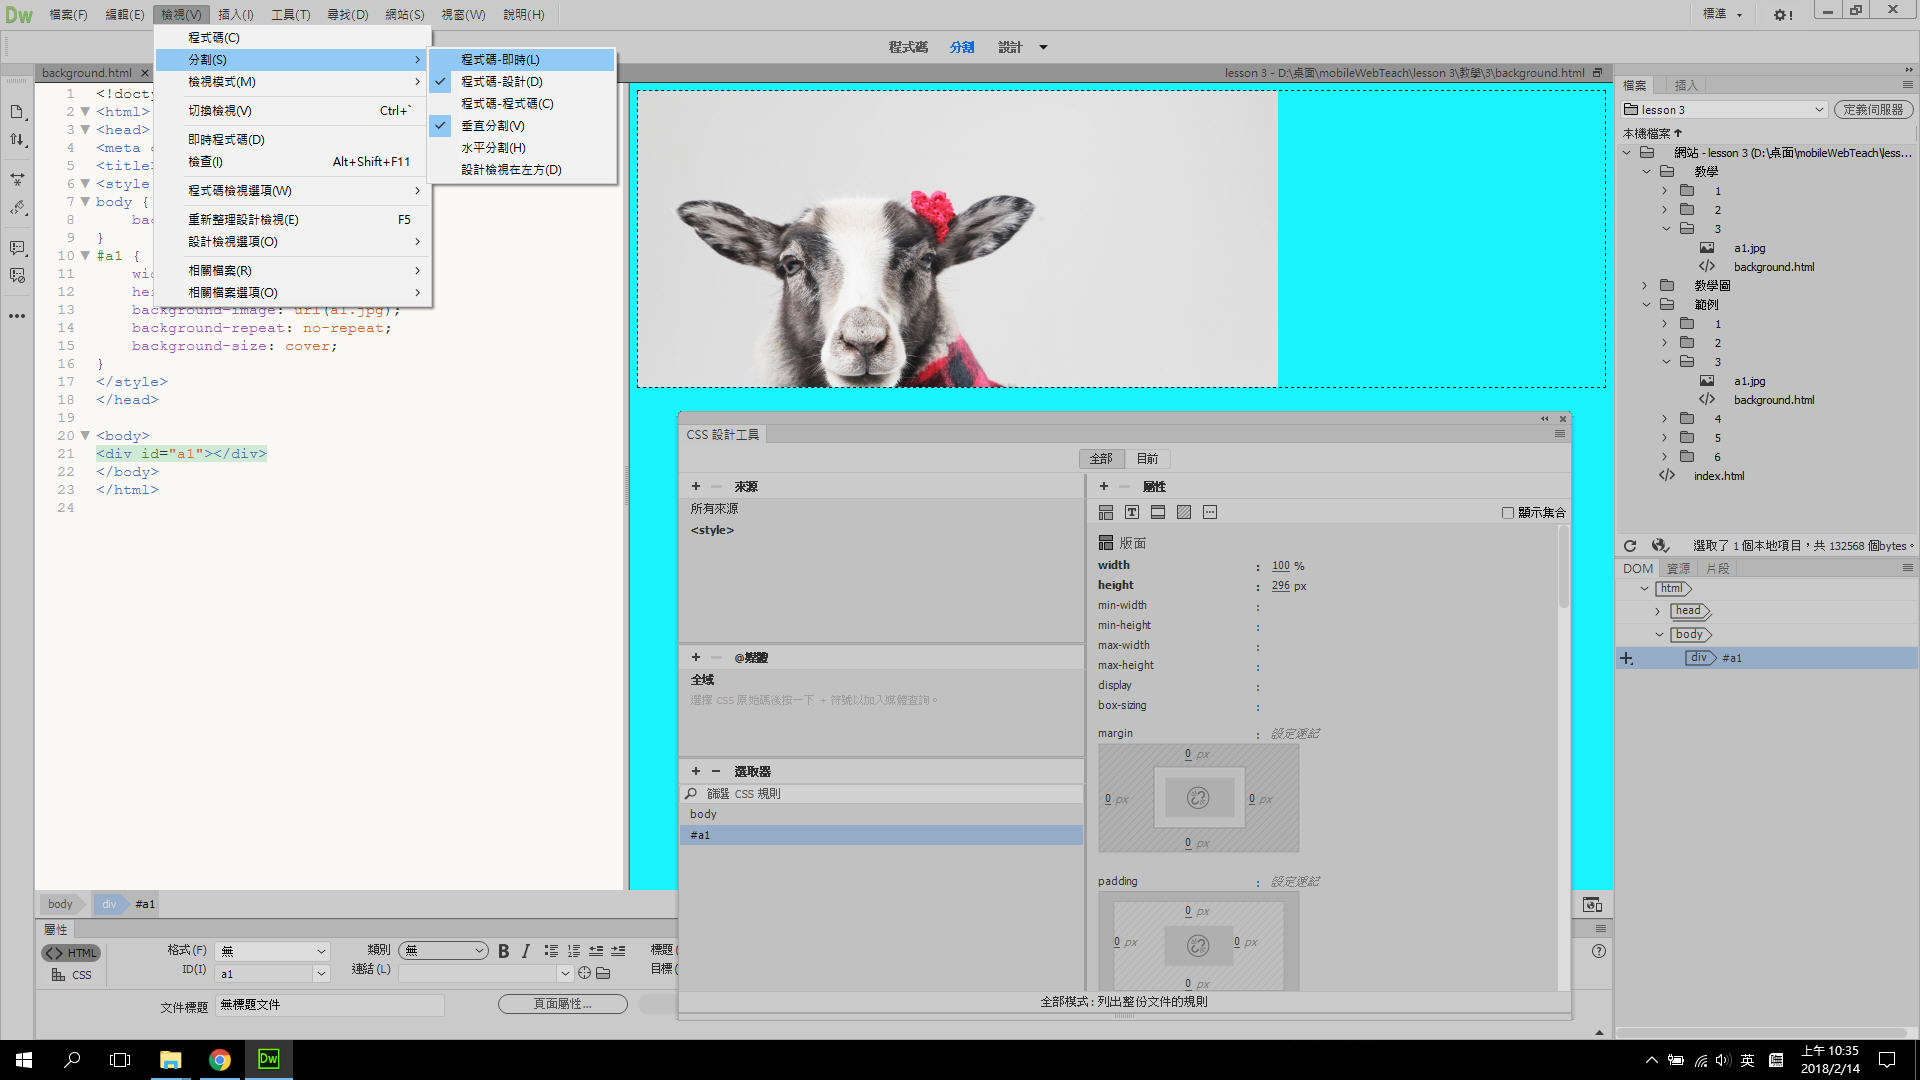 Dw 檔案(F) 編輯(E) 檢視(V) 插入(I) 工具(T) 尋找(D) 網站(S) 視窗(W) 說明(H) 標準
程式碼 分割 設計
程式碼(C)
分割(S)
檢視模式(M)
切換檢視(V) Ctrl+`
即時程式碼(D)
檢查(I) Alt+Shift+F11
程式碼檢視選項(W)
重新整理設計檢視(E) F5
設計檢視選項(O)
相關檔案(R)
相關檔案選項(O)
程式碼-即時(L)
程式碼-設計(D)
程式碼-程式碼(C)
垂直分割(V)
水平分割(H)
設計檢視在左方(D)
background.html
lesson 3 - D:\桌面\mobileWebTeach\lesson 3\教學\3\background.html
1 <!docty
2 <html>
3 <head>
4 <meta c
5 <title>
6 <style
7 body {
8 bac
9 }
10 #a1 {
11 wid
12 hei
13 background-image: url(a1.jpg);
14 background-repeat: no-repeat;
15 background-size: cover;
16 }
17 </style>
18 </head>
19
20 <body>
21 <div id="a1"></div>
22 </body>
23 </html>
24
body div #a1
CSS 設計工具
全部 目前
來源
所有來源
<style>
@媒體
全域
選擇 CSS 原始碼後按一下 + 符號以加入媒體查詢。
選取器
篩選 CSS 規則
body
#a1
屬性
顯示集合
版面
width : 100 %
height : 296 px
min-width :
min-height :
max-width :
max-height :
display :
box-sizing :
margin : 設定速記
0 px
0 px 0 px
0 px
padding : 設定速記
0 px
0 px 0 px
0 px
全部模式 : 列出整份文件的規則
屬性
HTML 格式(F) 無 類別 無 B I 標題(
CSS ID(I) a1 連結(L) 目標(
文件標題 無標題文件 頁面屬性...
檔案 插入
lesson 3 定義伺服器
本機檔案
網站 - lesson 3 (D:\桌面\mobileWebTeach\less...
教學
1
2
3
a1.jpg
background.html
教學圖
範例
1
2
3
a1.jpg
background.html
4
5
6
index.html
選取了 1 個本地項目，共 132568 個bytes。
DOM 資源 片段
html
head
body
div #a1
Dw
英
上午 10:35
2018/2/14